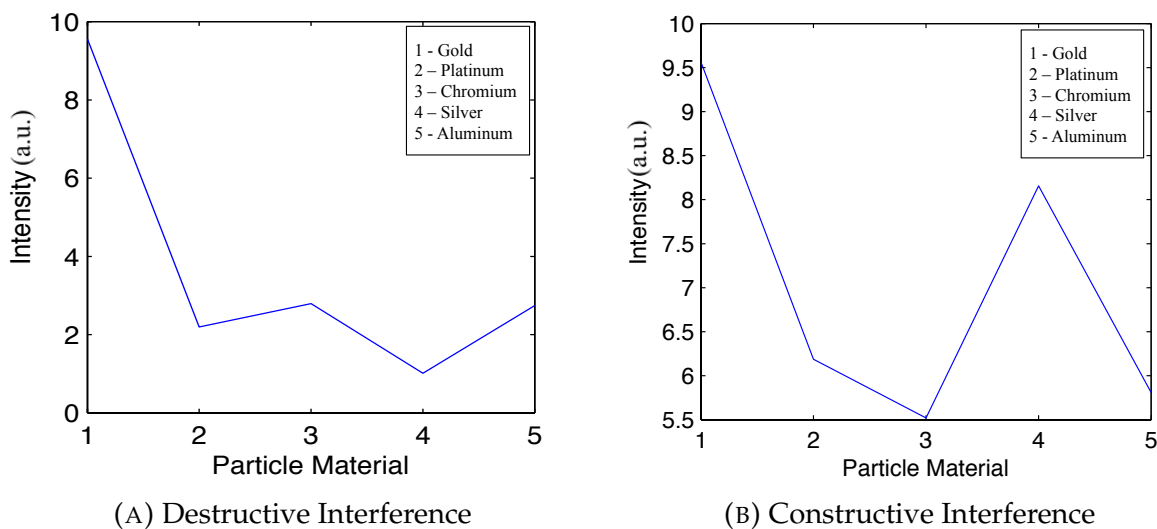 10
8
6
4
2
0
Intensity (a.u.)
1 - Gold
2 – Platinum
3 – Chromium
4 – Silver
5 - Aluminum
1 2 3 4 5
Particle Material
(A) Destructive Interference
10
9.5
9
8.5
8
7.5
7
6.5
6
5.5
Intensity(a.u.)
1 - Gold
2 – Platinum
3 – Chromium
4 – Silver
5 - Aluminum
1 2 3 4 5
Particle Material
(B) Constructive Interference